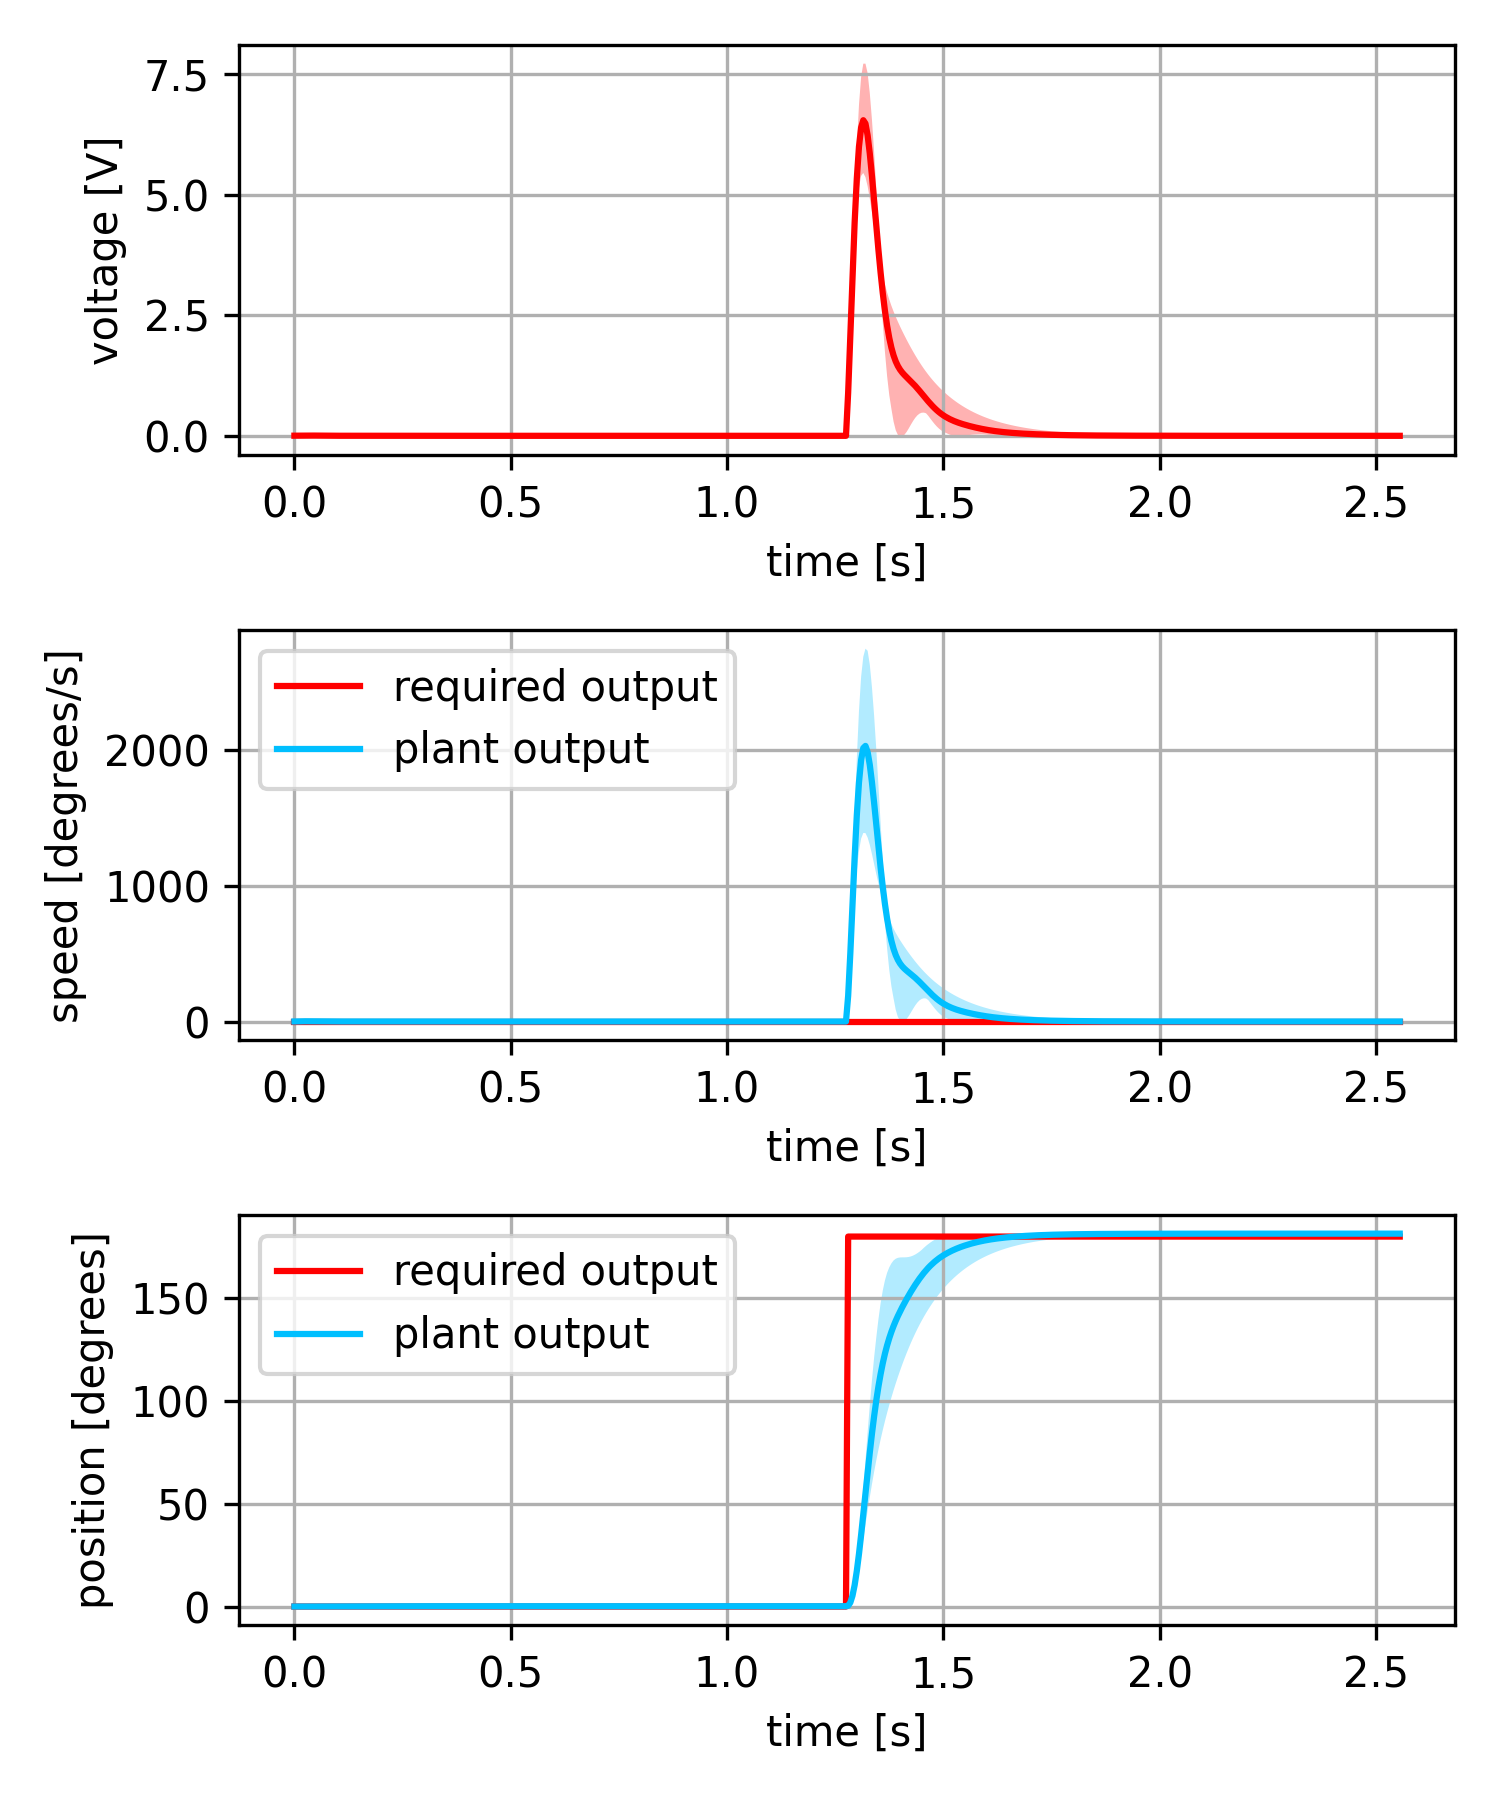 voltage [V]
7.5
5.0
2.5
0.0
0.0 0.5 1.0 1.5 2.0 2.5
time [s]
speed [degrees/s]
2000
1000
0
required output
plant output
0.0 0.5 1.0 1.5 2.0 2.5
time [s]
position [degrees]
150
100
50
0
required output
plant output
0.0 0.5 1.0 1.5 2.0 2.5
time [s]